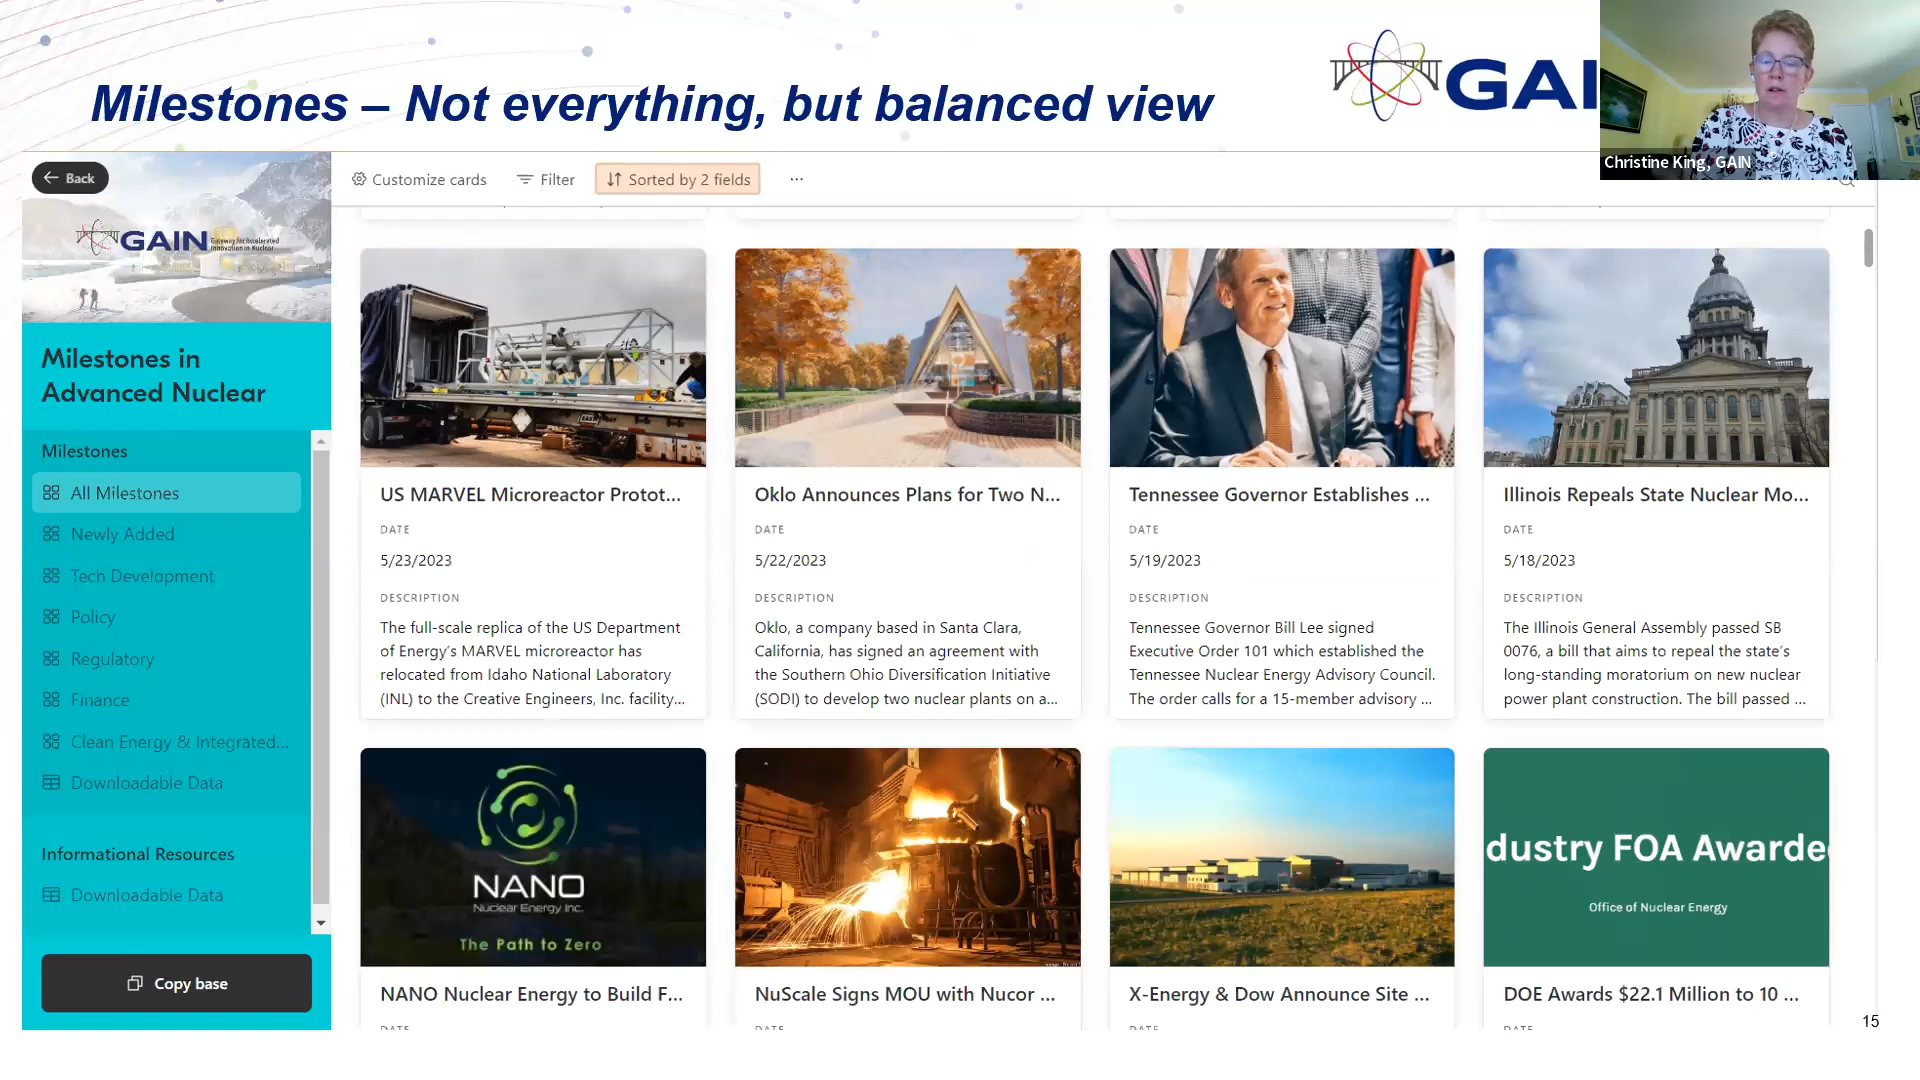 Milestones – Not everything, but balanced view
GAI
Christine King, GAIN
Back
GAIN Gateway for Accelerated
Innovation in Nuclear
Milestones in
Advanced Nuclear
Milestones
All Milestones
Newly Added
Tech Development
Policy
Regulatory
Finance
Clean Energy & Integrated...
Downloadable Data
Informational Resources
Downloadable Data
Copy base
Customize cards
Filter
Sorted by 2 fields
...
US MARVEL Microreactor Protot...
DATE
5/23/2023
DESCRIPTION
The full-scale replica of the US Department
of Energy's MARVEL microreactor has
relocated from Idaho National Laboratory
(INL) to the Creative Engineers, Inc. facility...
Oklo Announces Plans for Two N...
DATE
5/22/2023
DESCRIPTION
Oklo, a company based in Santa Clara,
California, has signed an agreement with
the Southern Ohio Diversification Initiative
(SODI) to develop two nuclear plants on a...
Tennessee Governor Establishes ...
DATE
5/19/2023
DESCRIPTION
Tennessee Governor Bill Lee signed
Executive Order 101 which established the
Tennessee Nuclear Energy Advisory Council.
The order calls for a 15-member advisory ...
Illinois Repeals State Nuclear Mo...
DATE
5/18/2023
DESCRIPTION
The Illinois General Assembly passed SB
0076, a bill that aims to repeal the state's
long-standing moratorium on new nuclear
power plant construction. The bill passed ...
NANO
Nuclear Energy Inc.
The Path to Zero
NANO Nuclear Energy to Build F...
DATE
NuScale Signs MOU with Nucor ...
DATE
X-Energy & Dow Announce Site ...
DATE
dustry FOA Awarde
Office of Nuclear Energy
DOE Awards $22.1 Million to 10 ...
DATE
15